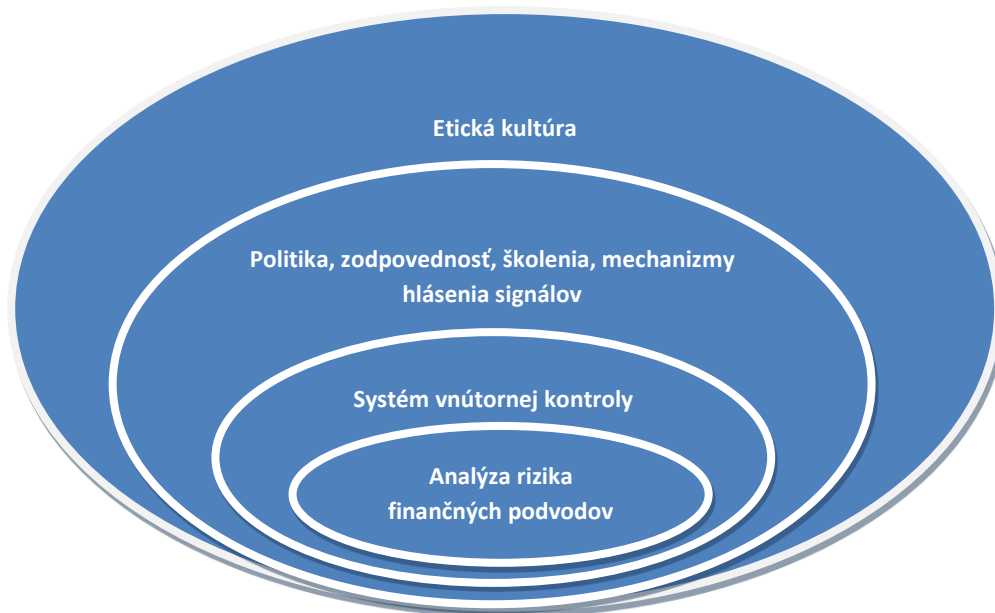 Etická kultúra
Politika, zodpovednosť, školenia, mechanizmy
hlásenia signálov
Systém vnútornej kontroly
Analýza rizika
finančných podvodov